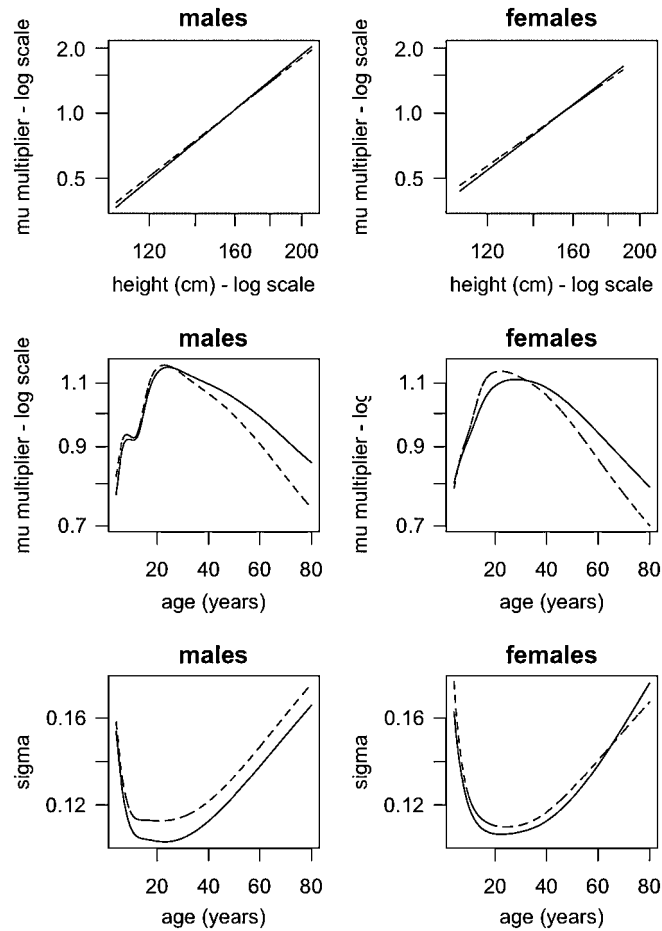 males
females
mu multiplier - log scale
2.0
1.0
0.5
120
160
200
height (cm) - log scale
mu multiplier - log scale
2.0
1.0
0.5
120
160
200
height (cm) - log scale
males
females
mu multiplier - log scale
1.1
0.9
0.7
20
40
60
80
age (years)
mu multiplier - log
1.1
0.9
0.7
20
40
60
80
age (years)
males
females
sigma
0.16
0.12
20
40
60
80
age (years)
sigma
0.16
0.12
20
40
60
80
age (years)